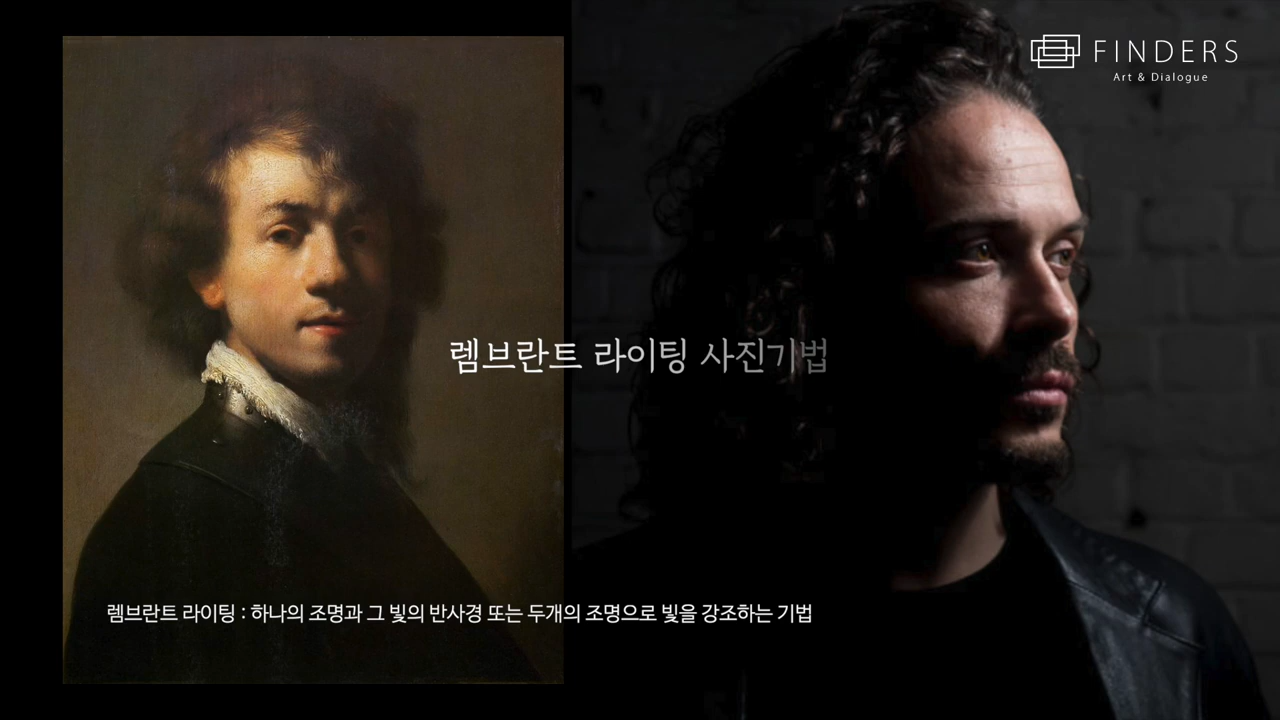 FINDERS
Art & Dialogue
렘브란트 라이팅 사진기법
렘브란트 라이팅 : 하나의 조명과 그 빛의 반사경 또는 두개의 조명으로 빛을 강조하는 기법